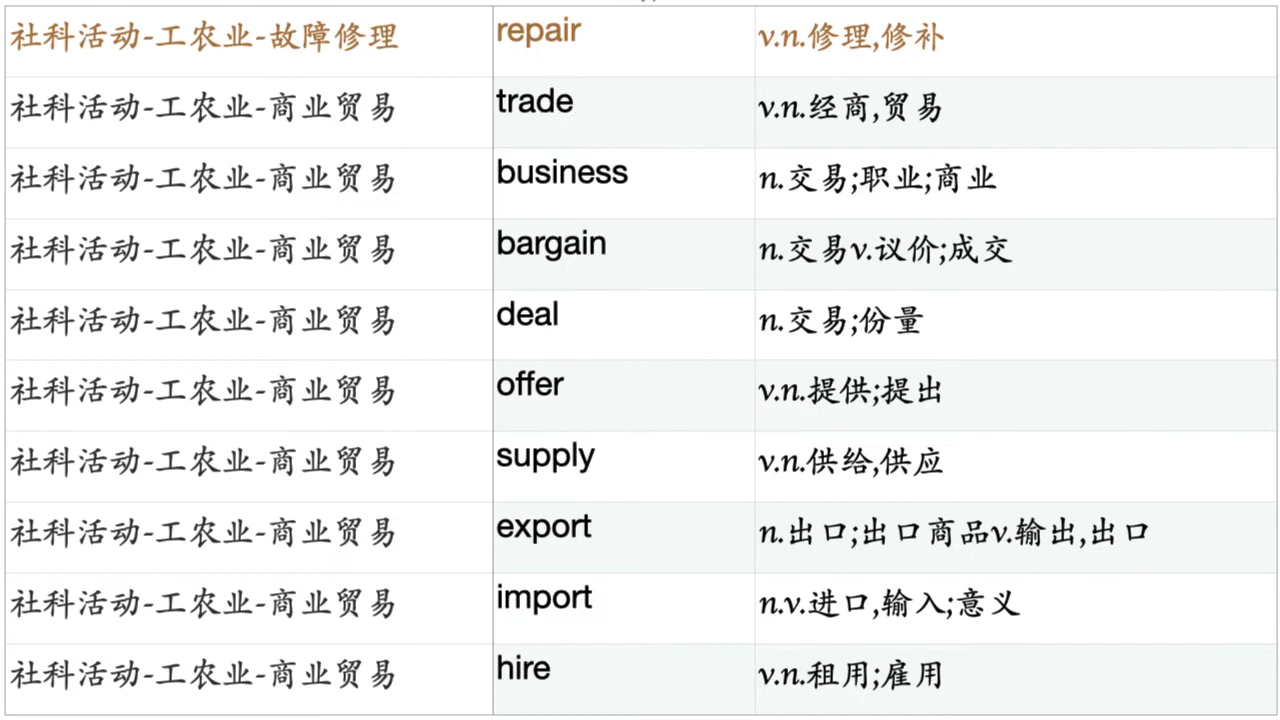 社科活动-工农业-故障修理 repair v.n.修理,修补
社科活动-工农业-商业贸易 trade v.n.经商,贸易
社科活动-工农业-商业贸易 business n.交易;职业;商业
社科活动-工农业-商业贸易 bargain n.交易v.议价;成交
社科活动-工农业-商业贸易 deal n.交易;份量
社科活动-工农业-商业贸易 offer v.n.提供;提出
社科活动-工农业-商业贸易 supply v.n.供给,供应
社科活动-工农业-商业贸易 export n.出口;出口商品v.输出,出口
社科活动-工农业-商业贸易 import n.v.进口,输入;意义
社科活动-工农业-商业贸易 hire v.n.租用;雇用